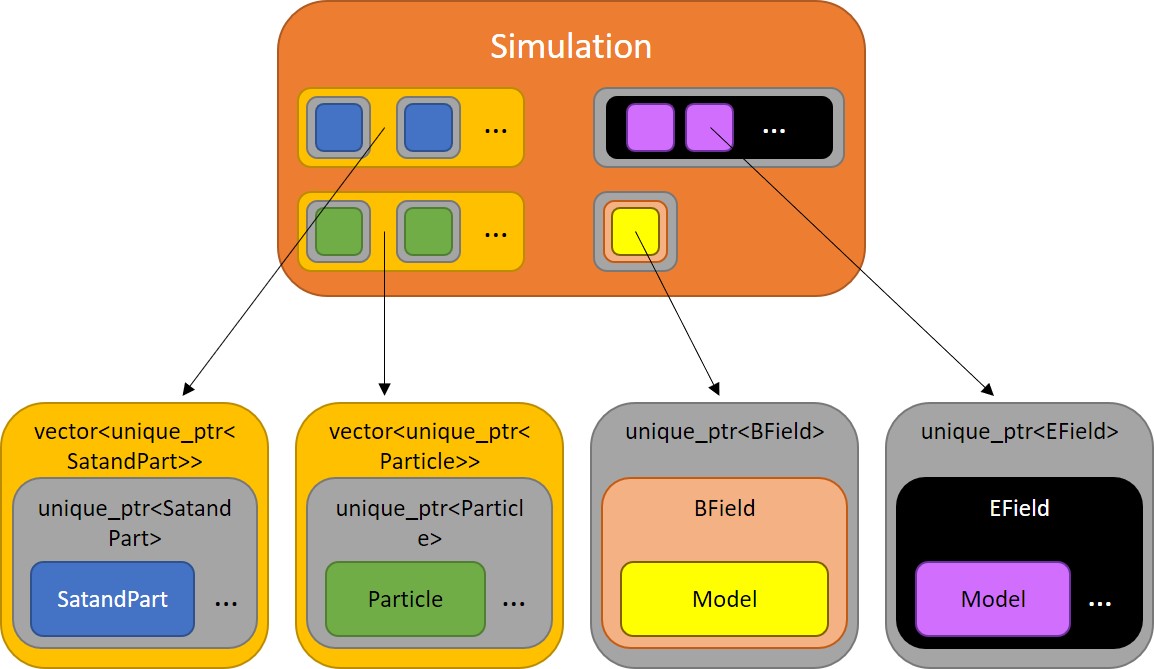 Simulation
...
...
...
vector<unique_ptr<
SatandPart>>
unique_ptr<Satand
Part>
SatandPart
...
vector<unique_ptr<
Particle>>
unique_ptr<Particl
e>
Particle
...
unique_ptr<BField>
BField
Model
unique_ptr<EField>
EField
Model
...